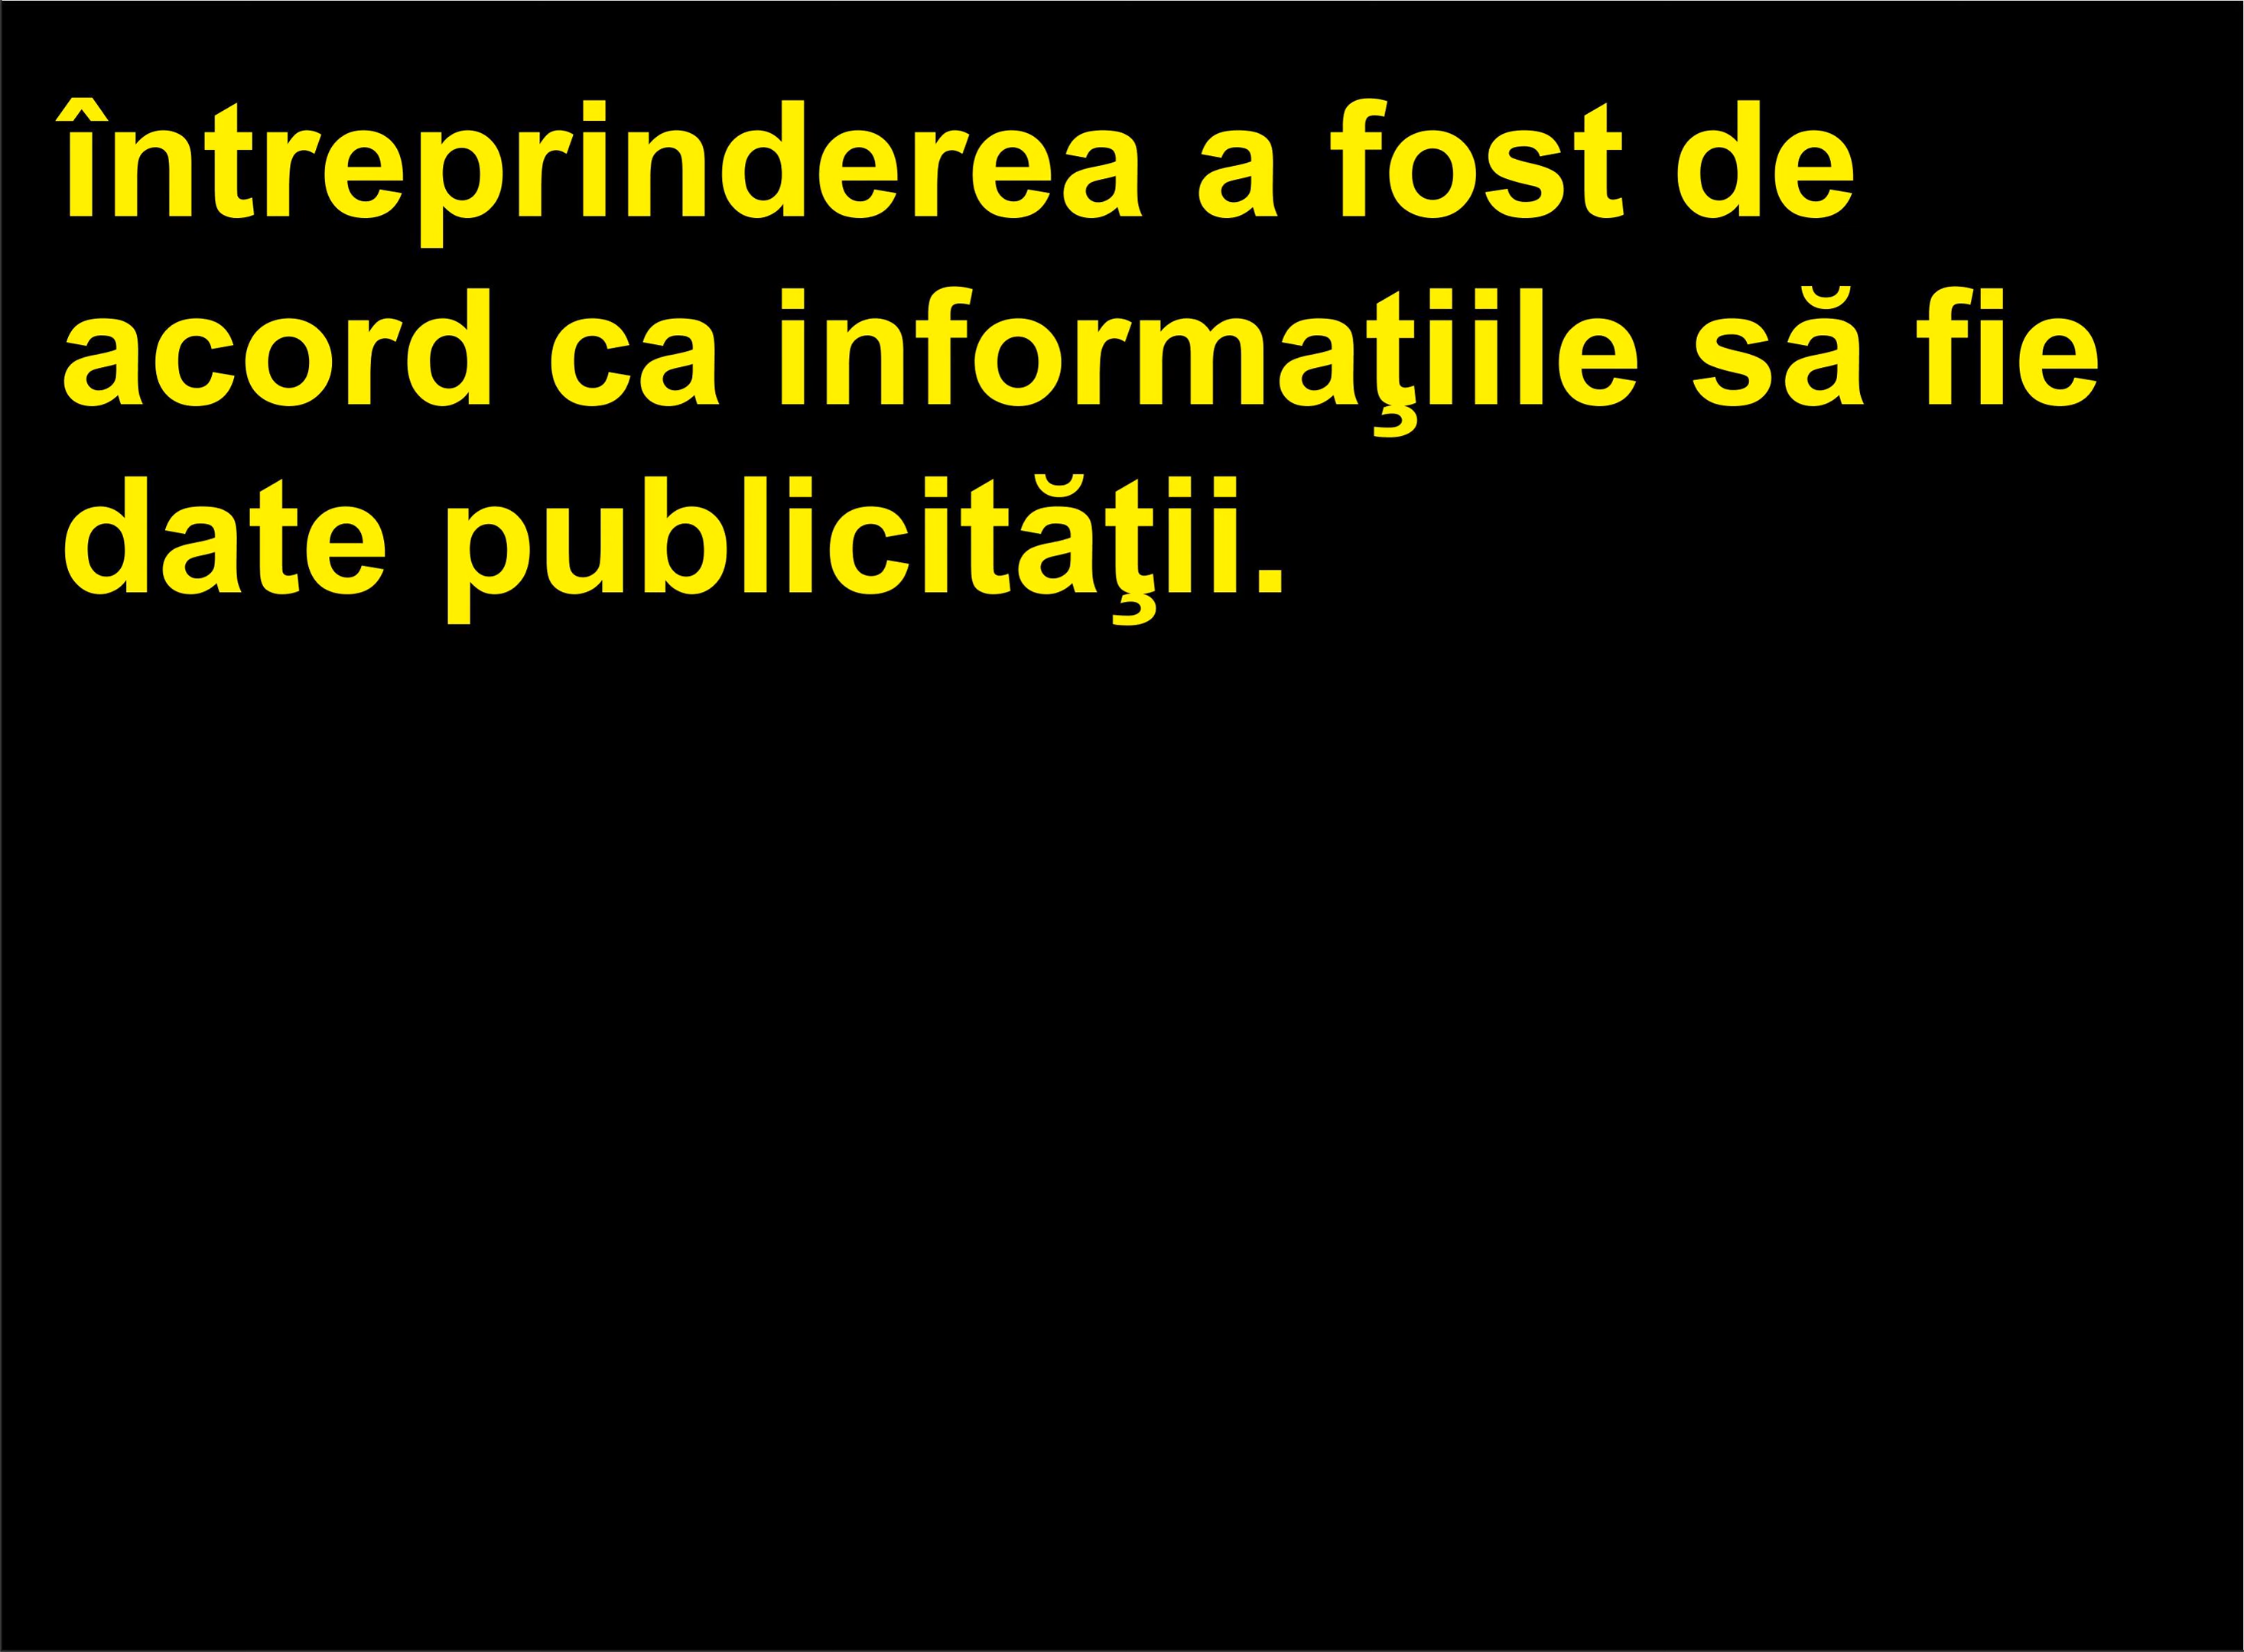 întreprinderea a fost de
acord ca informaţiile să fie
date publicităţii.